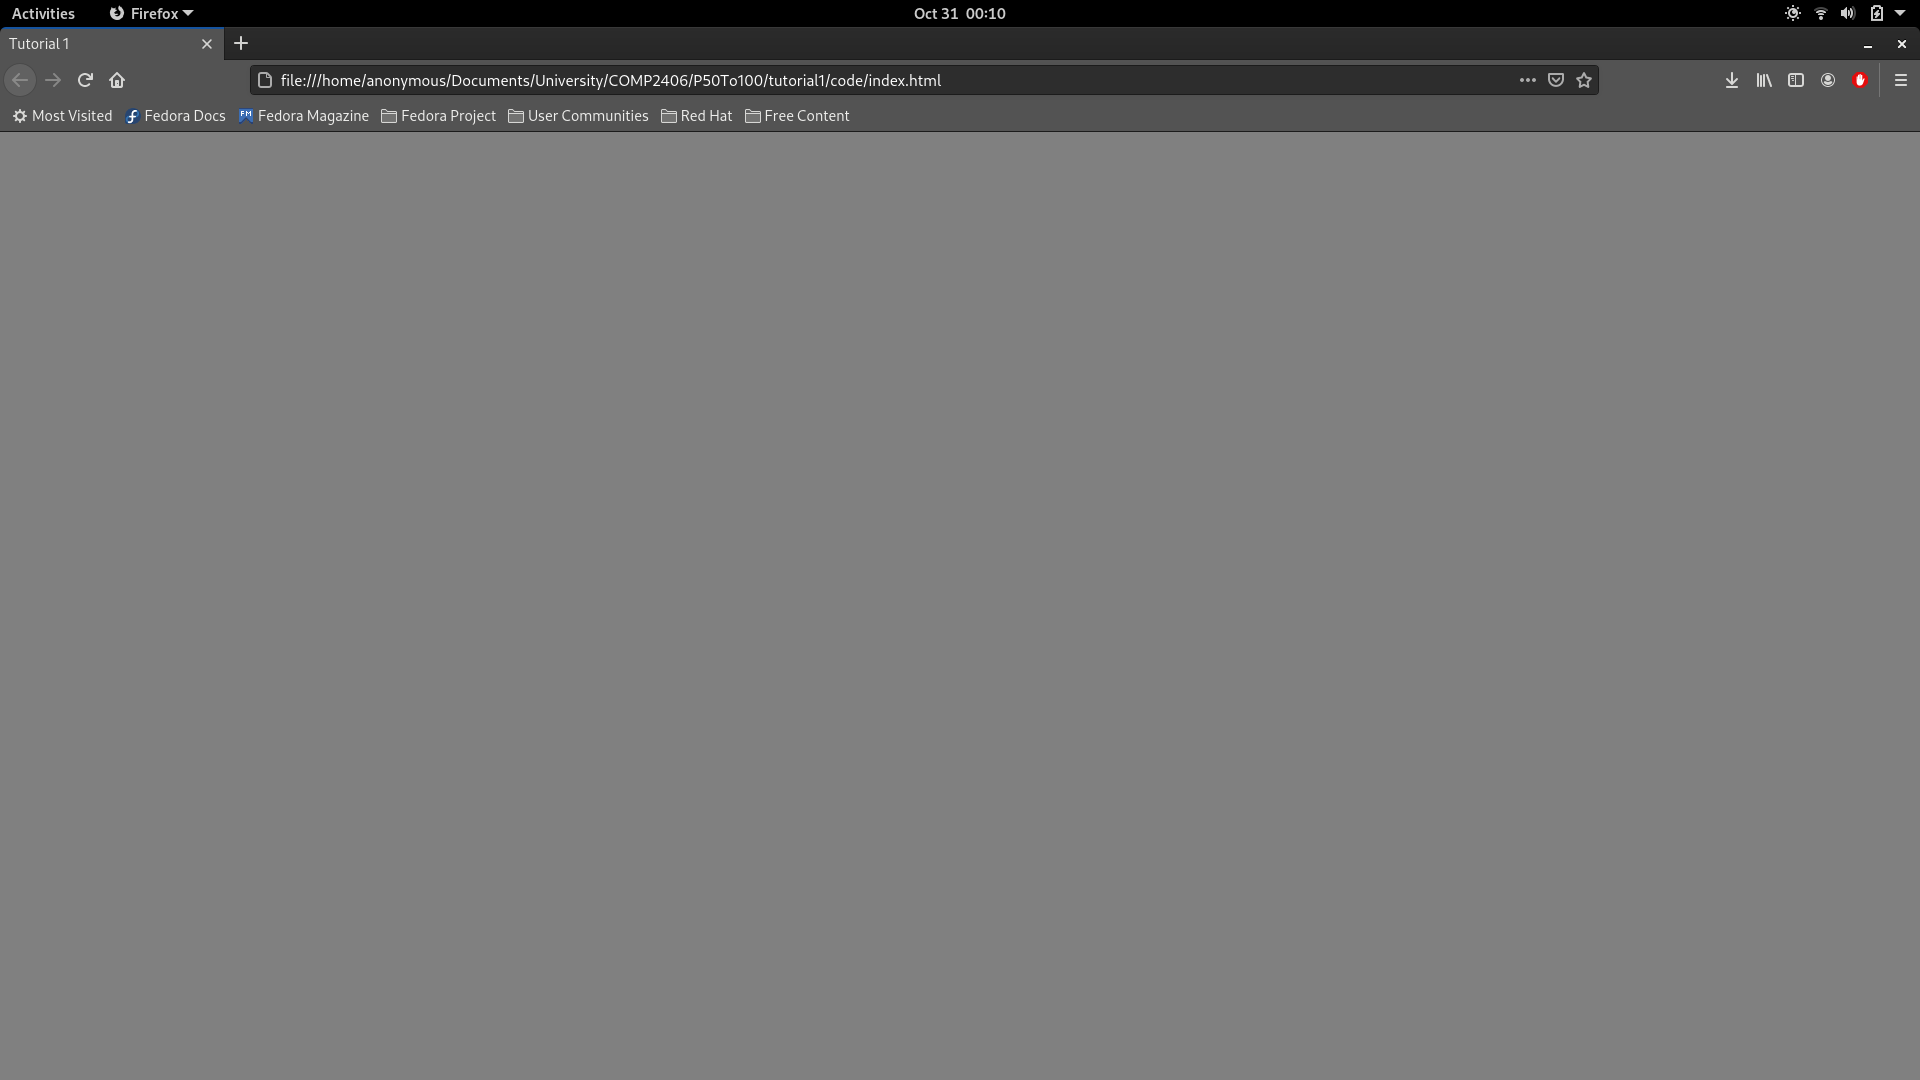 Activities Firefox Oct 31 00:10
Tutorial 1
file:///home/anonymous/Documents/University/COMP2406/P50To100/tutorial1/code/index.html
Most Visited Fedora Docs FM Fedora Magazine Fedora Project User Communities Red Hat Free Content